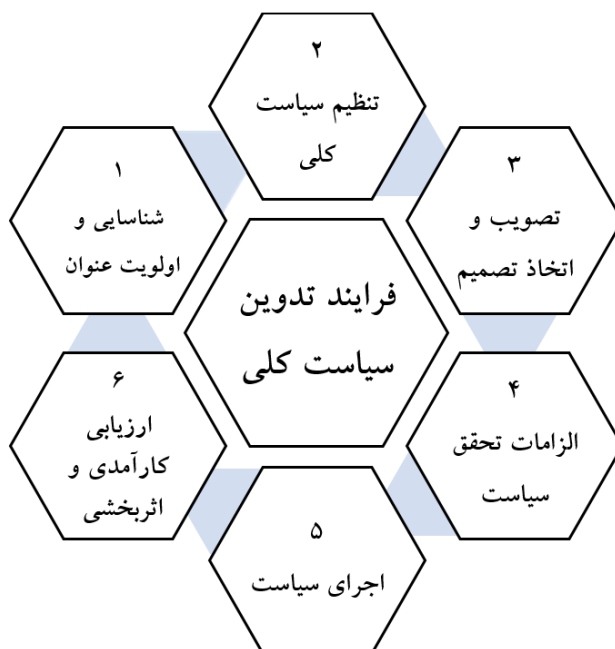 ۱
شناسایی و
اولویت عنوان
۲
تنظیم سیاست
کلی
۳
تصویب و
اتخاذ تصمیم
فرایند تدوین
سیاست کلی
۴
الزامات تحقق
سیاست
۵
اجرای سیاست
۶
ارزیابی
کارآمدی و
اثربخشی